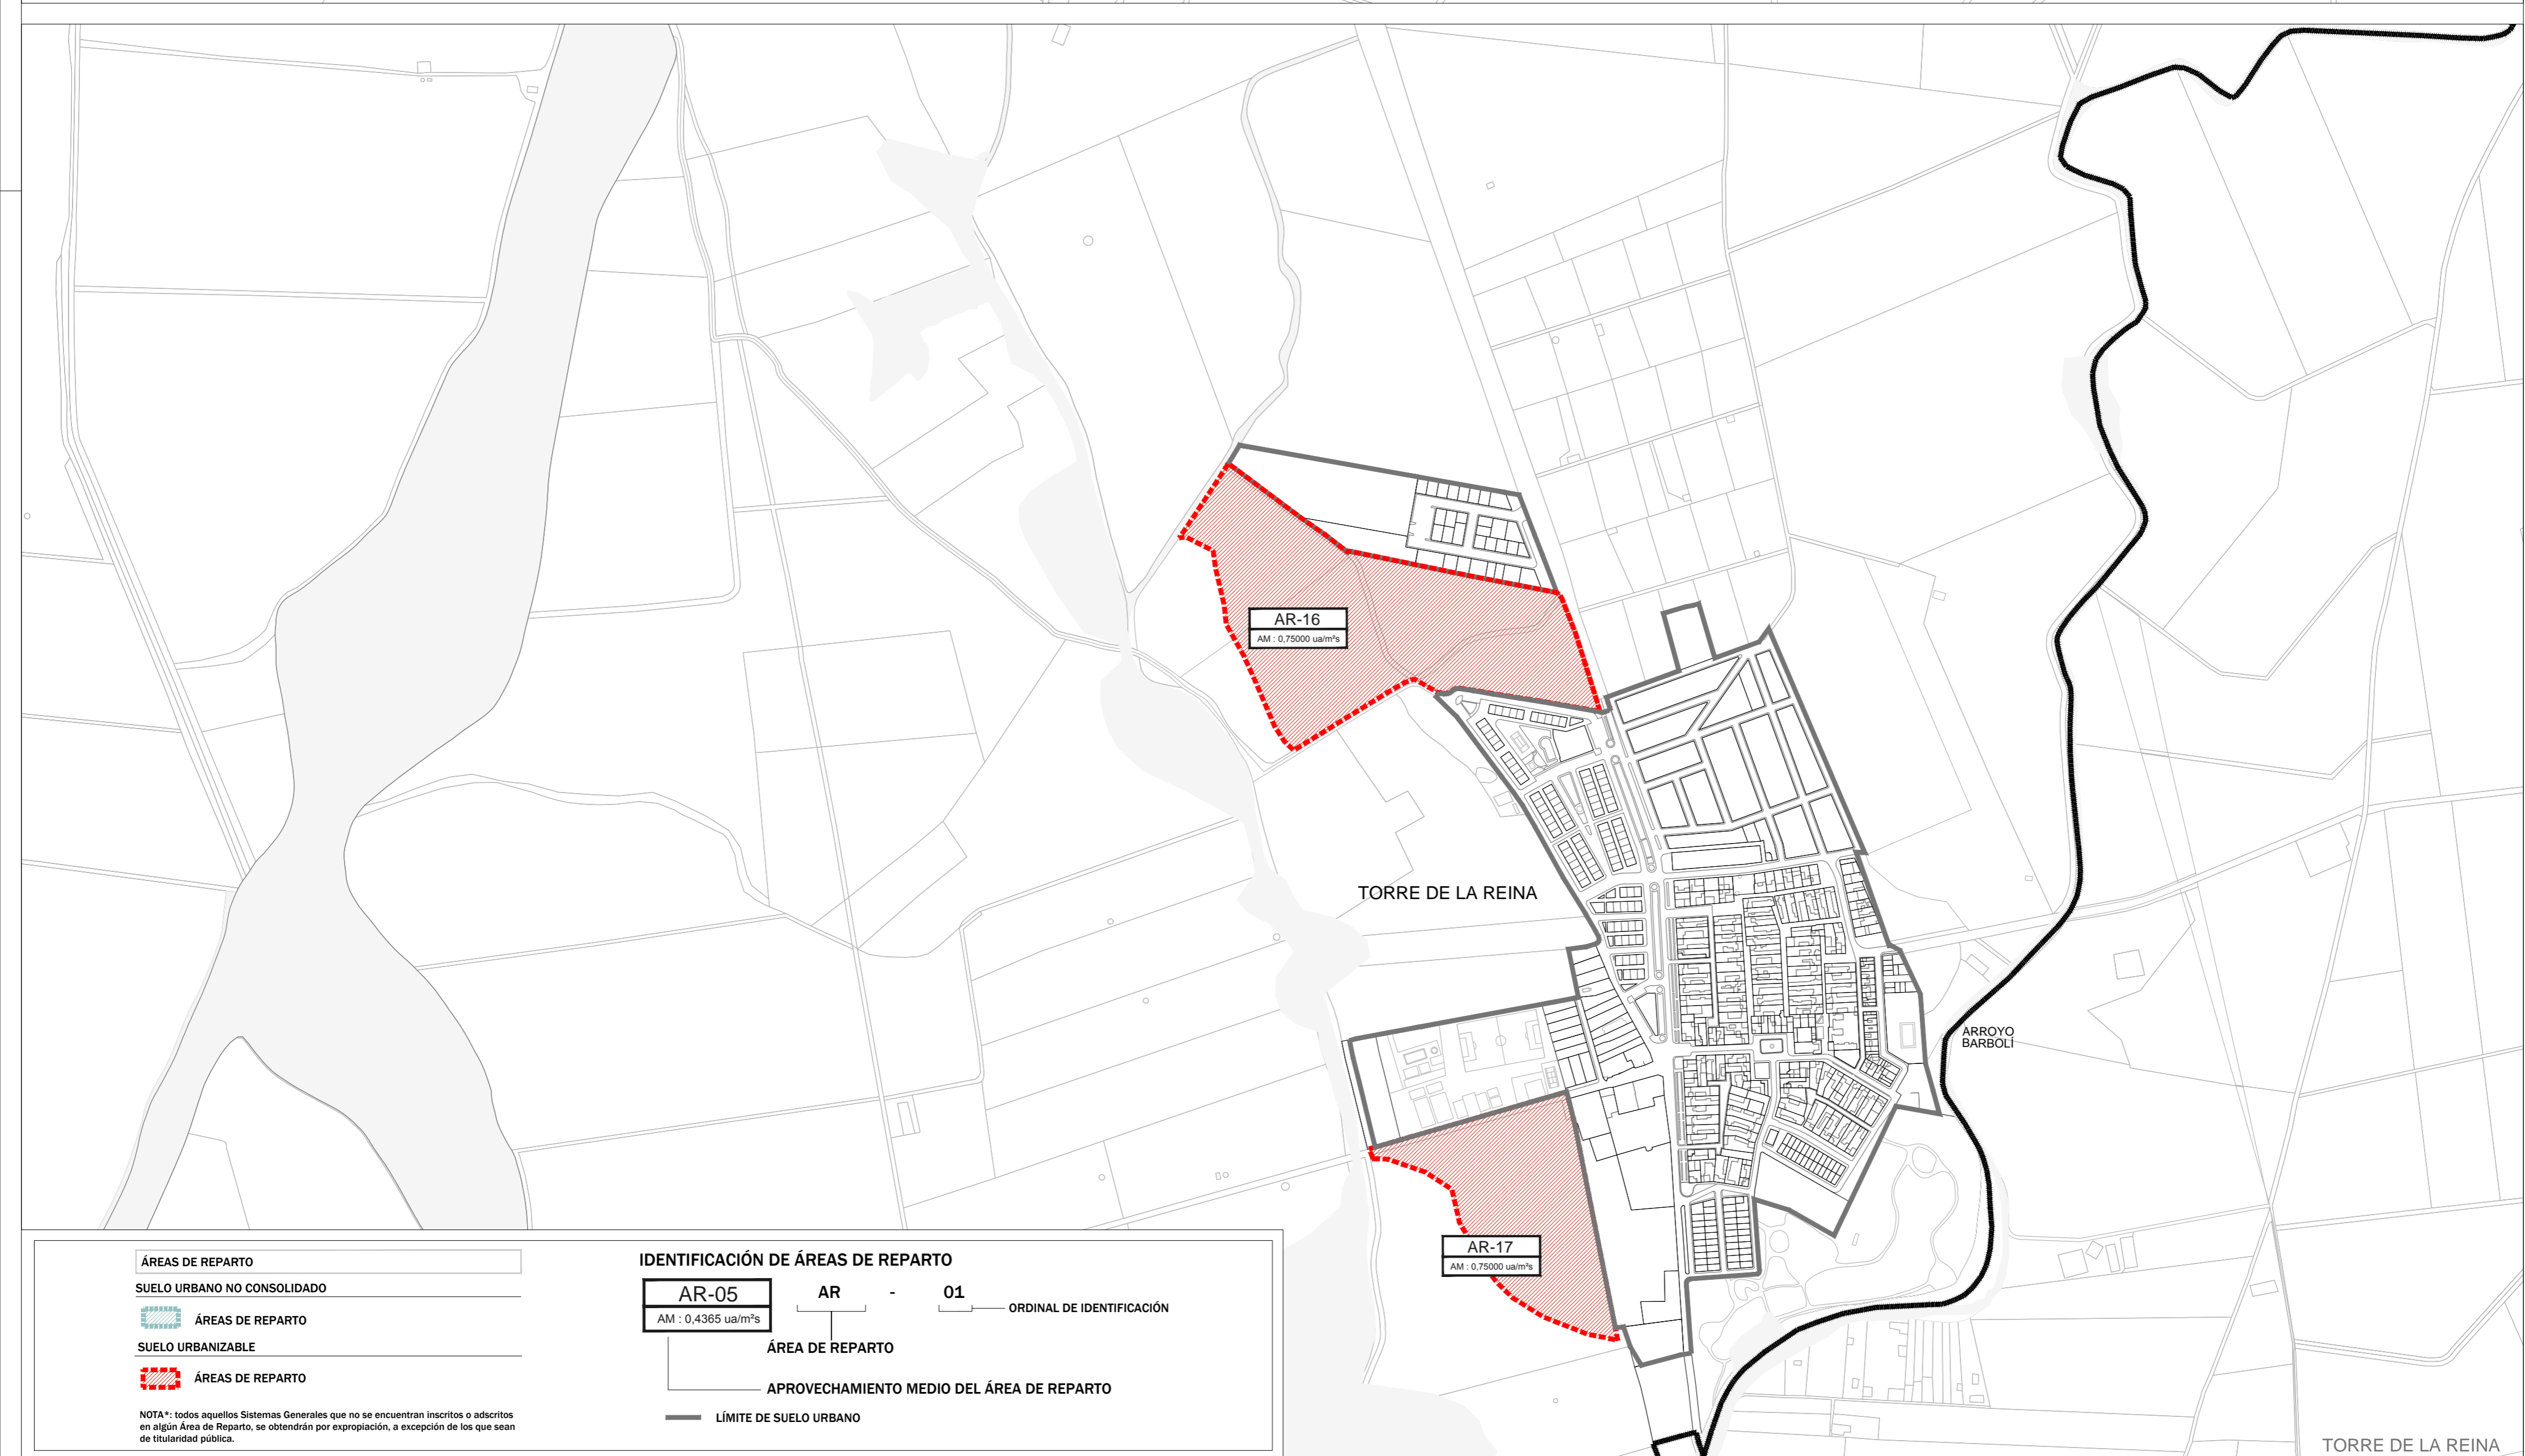 AR-16
AM : 0,75000 ua/m²s
TORRE DE LA REINA
ARROYO
BARBOLÍ
AR-17
AM : 0,75000 ua/m²s
ÁREAS DE REPARTO
SUELO URBANO NO CONSOLIDADO
ÁREAS DE REPARTO
SUELO URBANIZABLE
ÁREAS DE REPARTO
NOTA*: todos aquellos Sistemas Generales que no se encuentran inscritos o adscritos
en algún Área de Reparto, se obtendrán por expropiación, a excepción de los que sean
de titularidad pública.
IDENTIFICACIÓN DE ÁREAS DE REPARTO
AR-05
AM : 0,4365 ua/m²s
AR - 01
ORDINAL DE IDENTIFICACIÓN
ÁREA DE REPARTO
APROVECHAMIENTO MEDIO DEL ÁREA DE REPARTO
LÍMITE DE SUELO URBANO
TORRE DE LA REINA